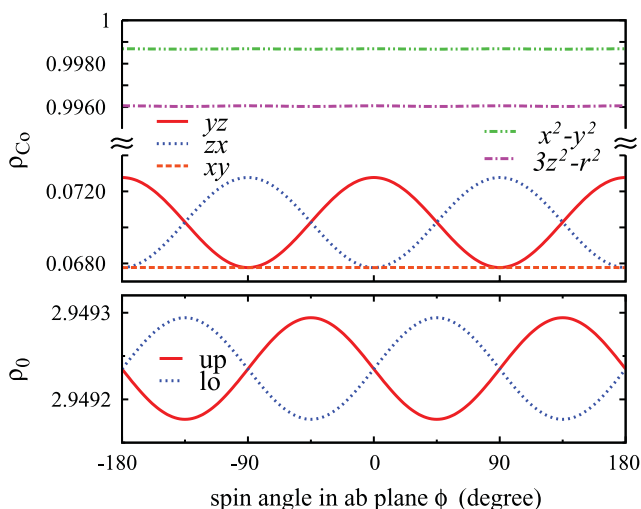 1
0.9980
0.9960
ρCo
yz
zx
xy
x²-y²
3z²-r²
0.0720
0.0680
2.9493
2.9492
ρ0
up
lo
-180 -90 0 90 180
spin angle in ab plane ϕ (degree)